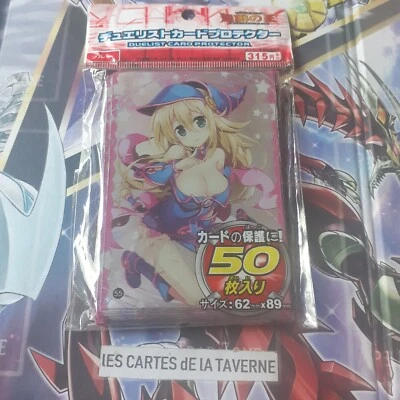 デュエリストカードプロテクター
DUELIST CARD PROTECTOR
315円
カードの保護に!
50
枚入り
サイズ:62mm×89mm
LES CARTES de LA TAVERNE